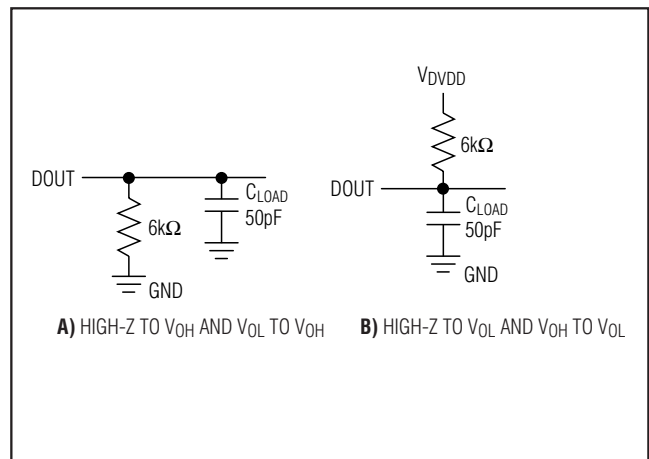 DOUT
6kΩ
GND
CLOAD
50pF
A) HIGH-Z TO VOH AND VOL TO VOH
VDVDD
6kΩ
DOUT
CLOAD
50pF
GND
B) HIGH-Z TO VOL AND VOH TO VOL